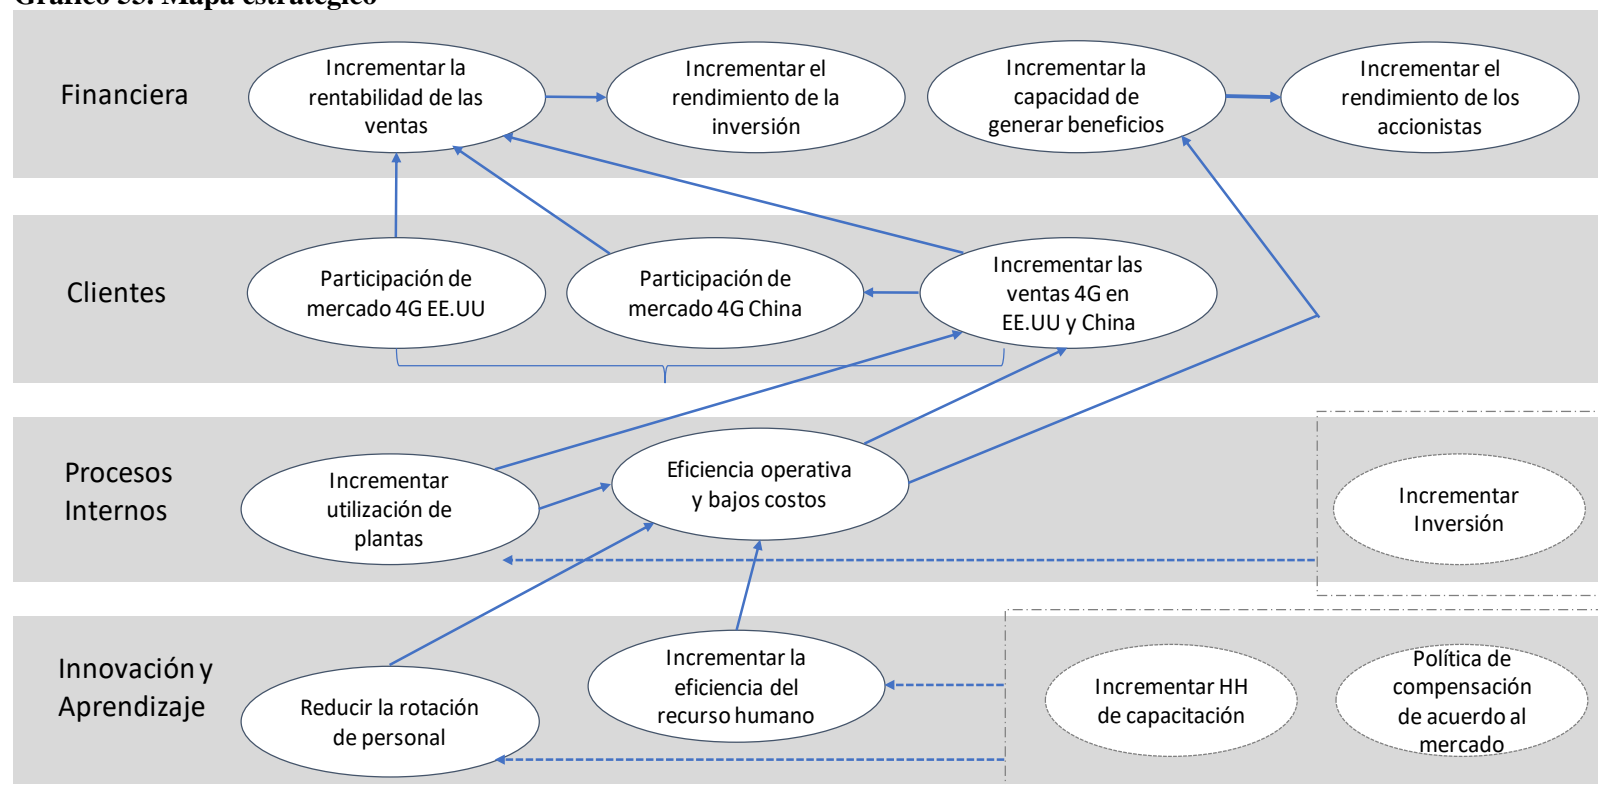 Gráfico 33. Mapa estratégico
Financiera
Incrementar la
rentabilidad de las
ventas
Incrementar el
rendimiento de la
inversión
Incrementar la
capacidad de
generar beneficios
Incrementar el
rendimiento de los
accionistas
Clientes
Participación de
mercado 4G EE.UU
Participación de
mercado 4G China
Incrementar las
ventas 4G en
EE.UU y China
Procesos
Internos
Incrementar
utilización de
plantas
Eficiencia operativa
y bajos costos
Incrementar
Inversión
Innovación y
Aprendizaje
Reducir la rotación
de personal
Incrementar la
eficiencia del
recurso humano
Incrementar HH
de capacitación
Política de
compensación
de acuerdo al
mercado